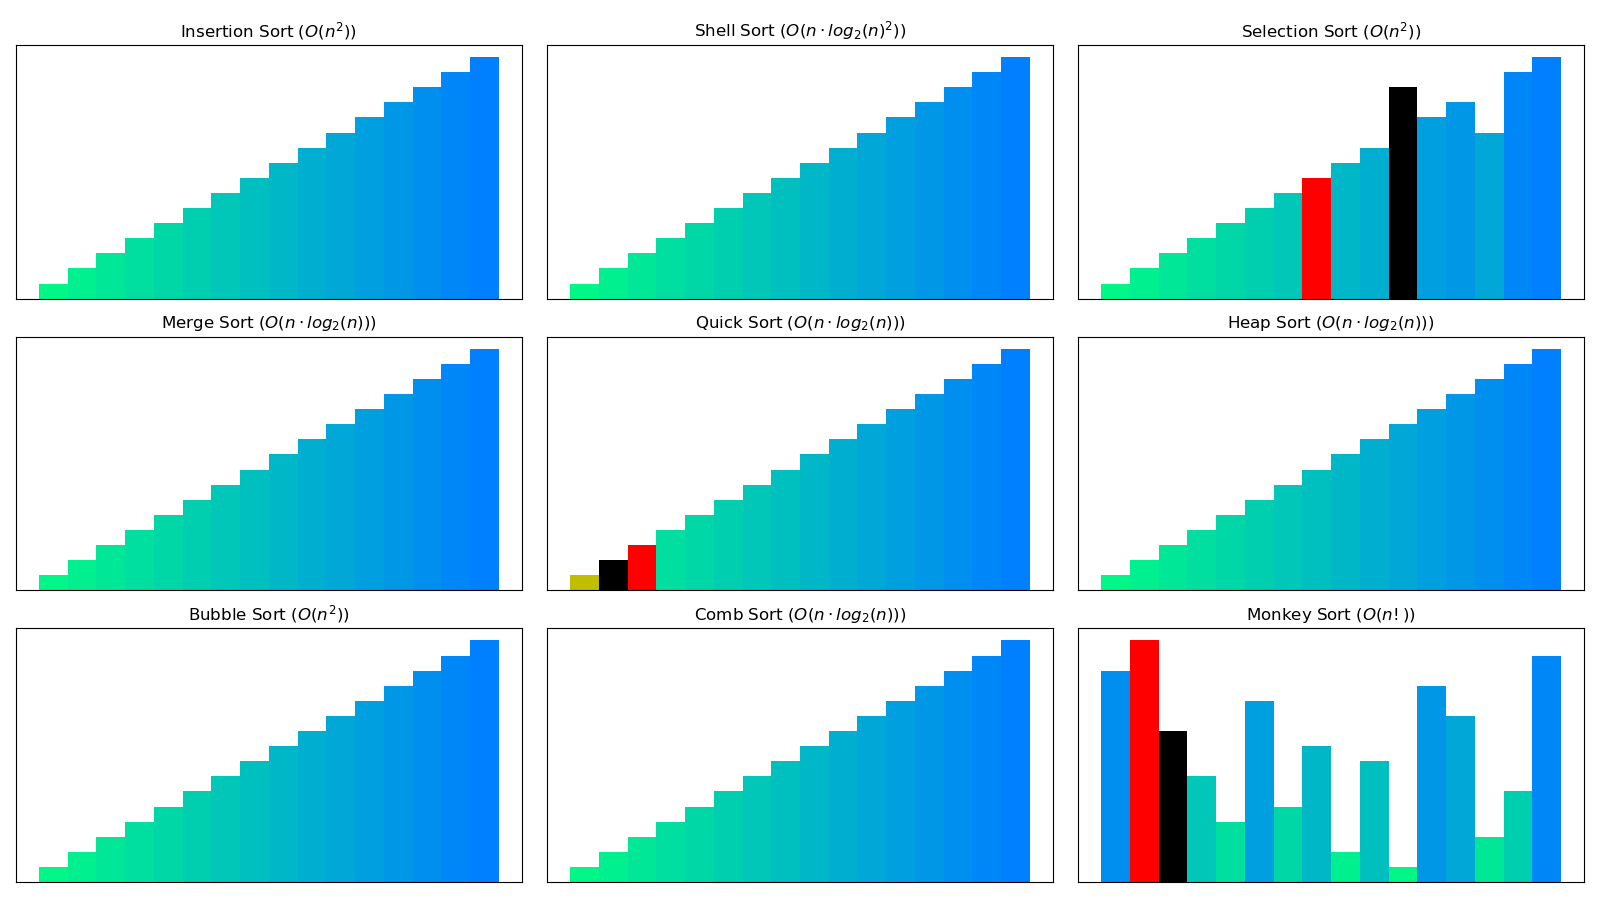 Insertion Sort (O(n²))
Shell Sort (O(n · log₂(n)²))
Selection Sort (O(n²))
Merge Sort (O(n · log₂(n)))
Quick Sort (O(n · log₂(n)))
Heap Sort (O(n · log₂(n)))
Bubble Sort (O(n²))
Comb Sort (O(n · log₂(n)))
Monkey Sort (O(n!))